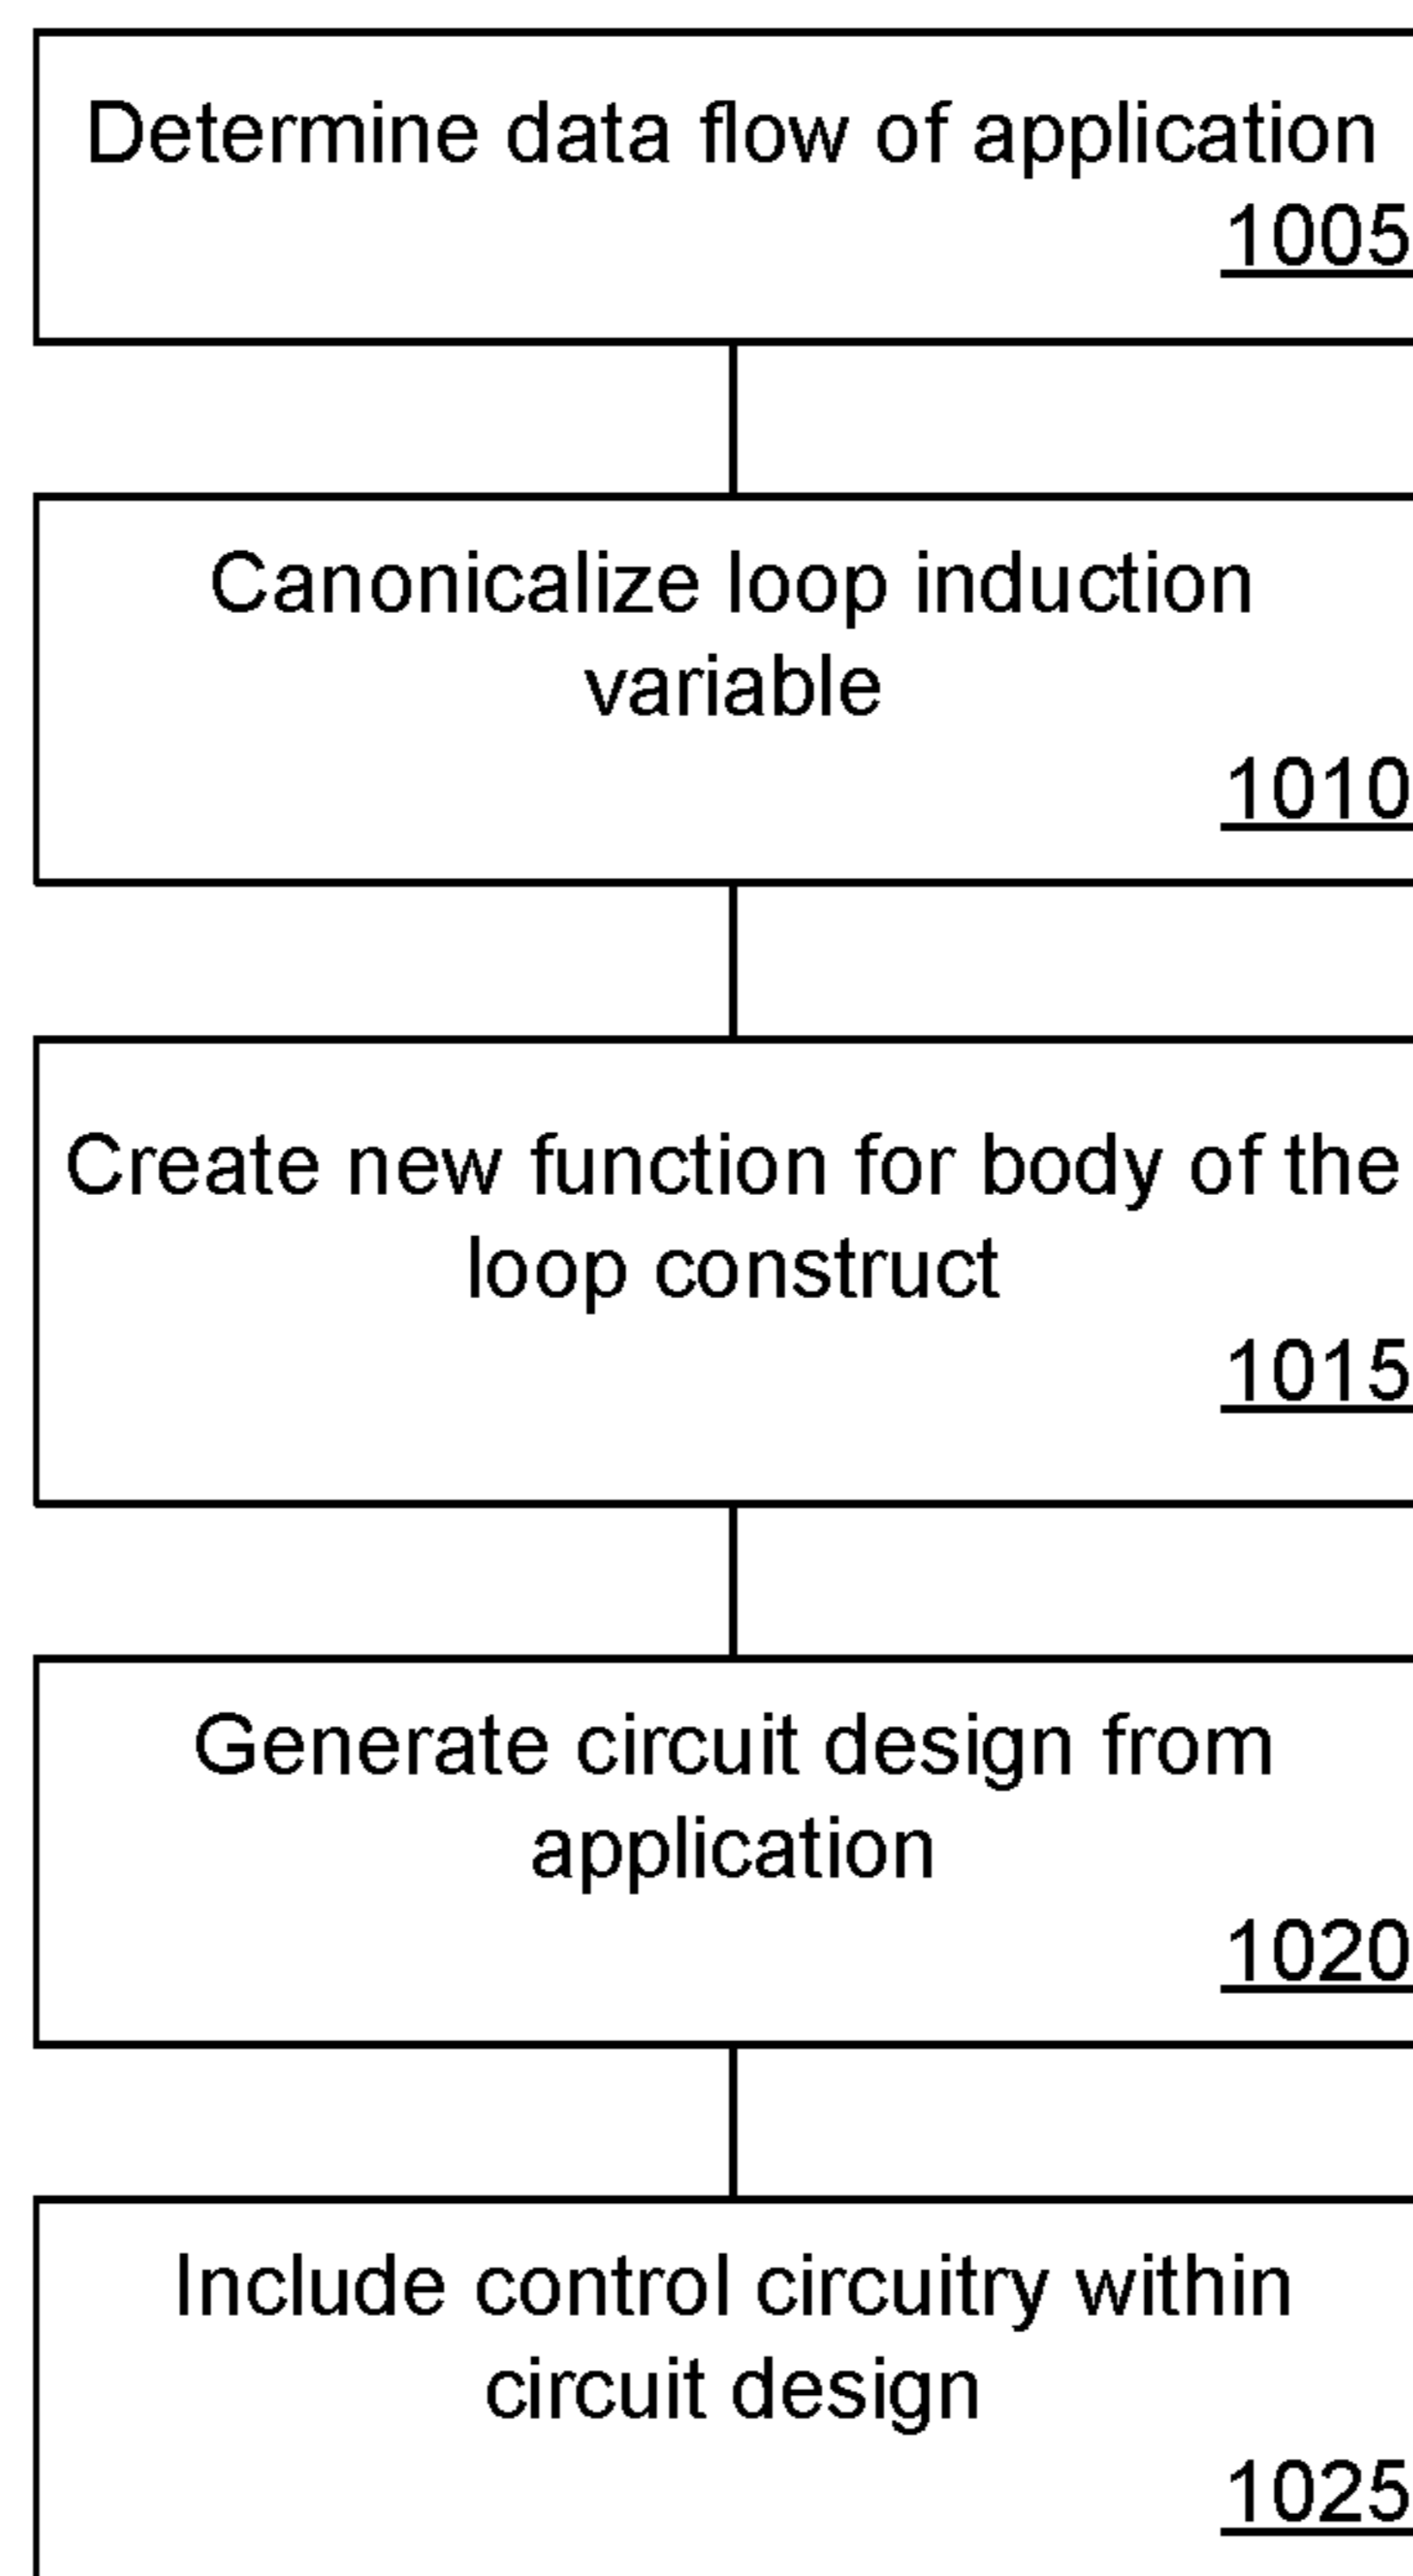 Determine data flow of application
1005
Canonicalize loop induction
variable
1010
Create new function for body of the
loop construct
1015
Generate circuit design from
application
1020
Include control circuitry within
circuit design
1025